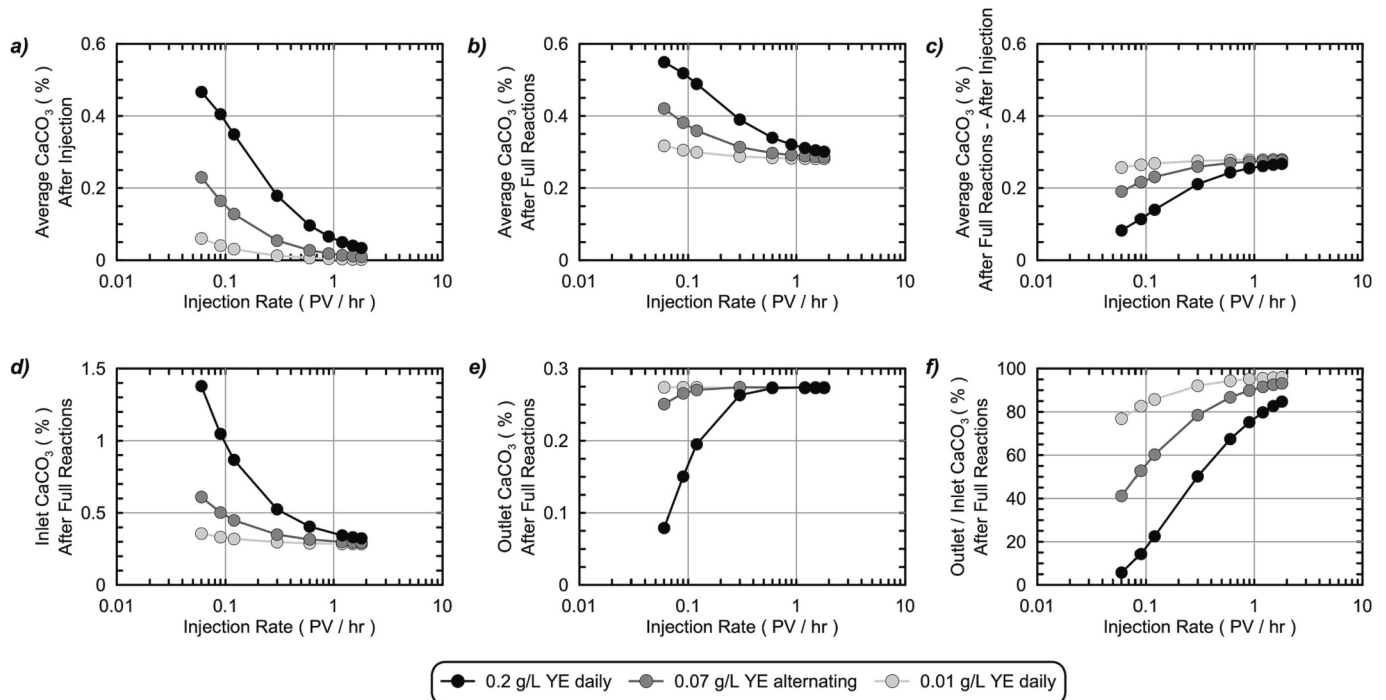 a)
Average CaCO₃ ( % )
After Injection
0.6
0.4
0.2
0
0.01
0.1
1
10
Injection Rate ( PV / hr )
b)
Average CaCO₃ ( % )
After Full Reactions
0.6
0.4
0.2
0
0.01
0.1
1
10
Injection Rate ( PV / hr )
c)
Average CaCO₃ ( % )
After Full Reactions - After Injection
0.6
0.4
0.2
0
0.01
0.1
1
10
Injection Rate ( PV / hr )
d)
Inlet CaCO₃ ( % )
After Full Reactions
1.5
1
0.5
0
0.01
0.1
1
10
Injection Rate ( PV / hr )
e)
Outlet CaCO₃ ( % )
After Full Reactions
0.3
0.2
0.1
0
0.01
0.1
1
10
Injection Rate ( PV / hr )
f)
Outlet / Inlet CaCO₃ ( % )
After Full Reactions
100
80
60
40
20
0
0.01
0.1
1
10
Injection Rate ( PV / hr )
0.2 g/L YE daily
0.07 g/L YE alternating
0.01 g/L YE daily